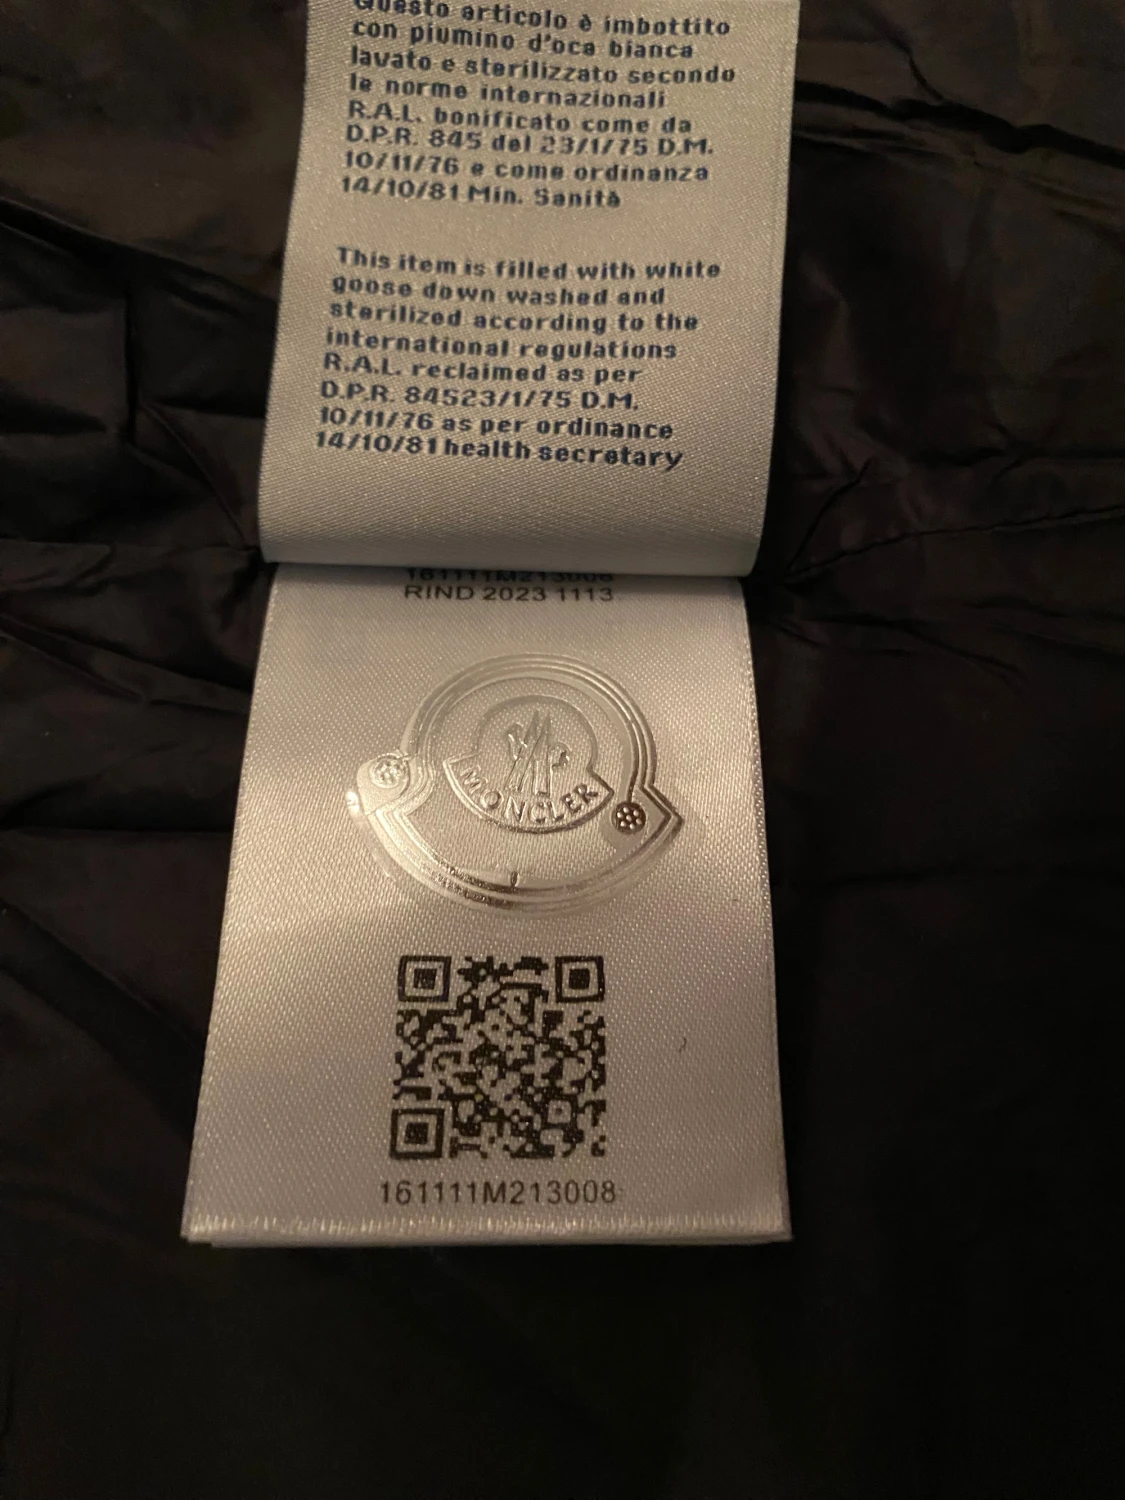 Questo articolo è imbottito
con piumino d'oca bianca
lavato e sterilizzato secondo
le norme internazionali
R.A.L. bonificato come da
D.P.R. 845 del 23/1/75 D.M.
10/11/76 e come ordinanza
14/10/81 Min. Sanità
This item is filled with white
goose down washed and
sterilized according to the
international regulations
R.A.L. reclaimed as per
D.P.R. 84523/1/75 D.M.
10/11/76 as per ordinance
14/10/81 health secretary
161111M213008
RIND 2023 1113
MONCLER
161111M213008